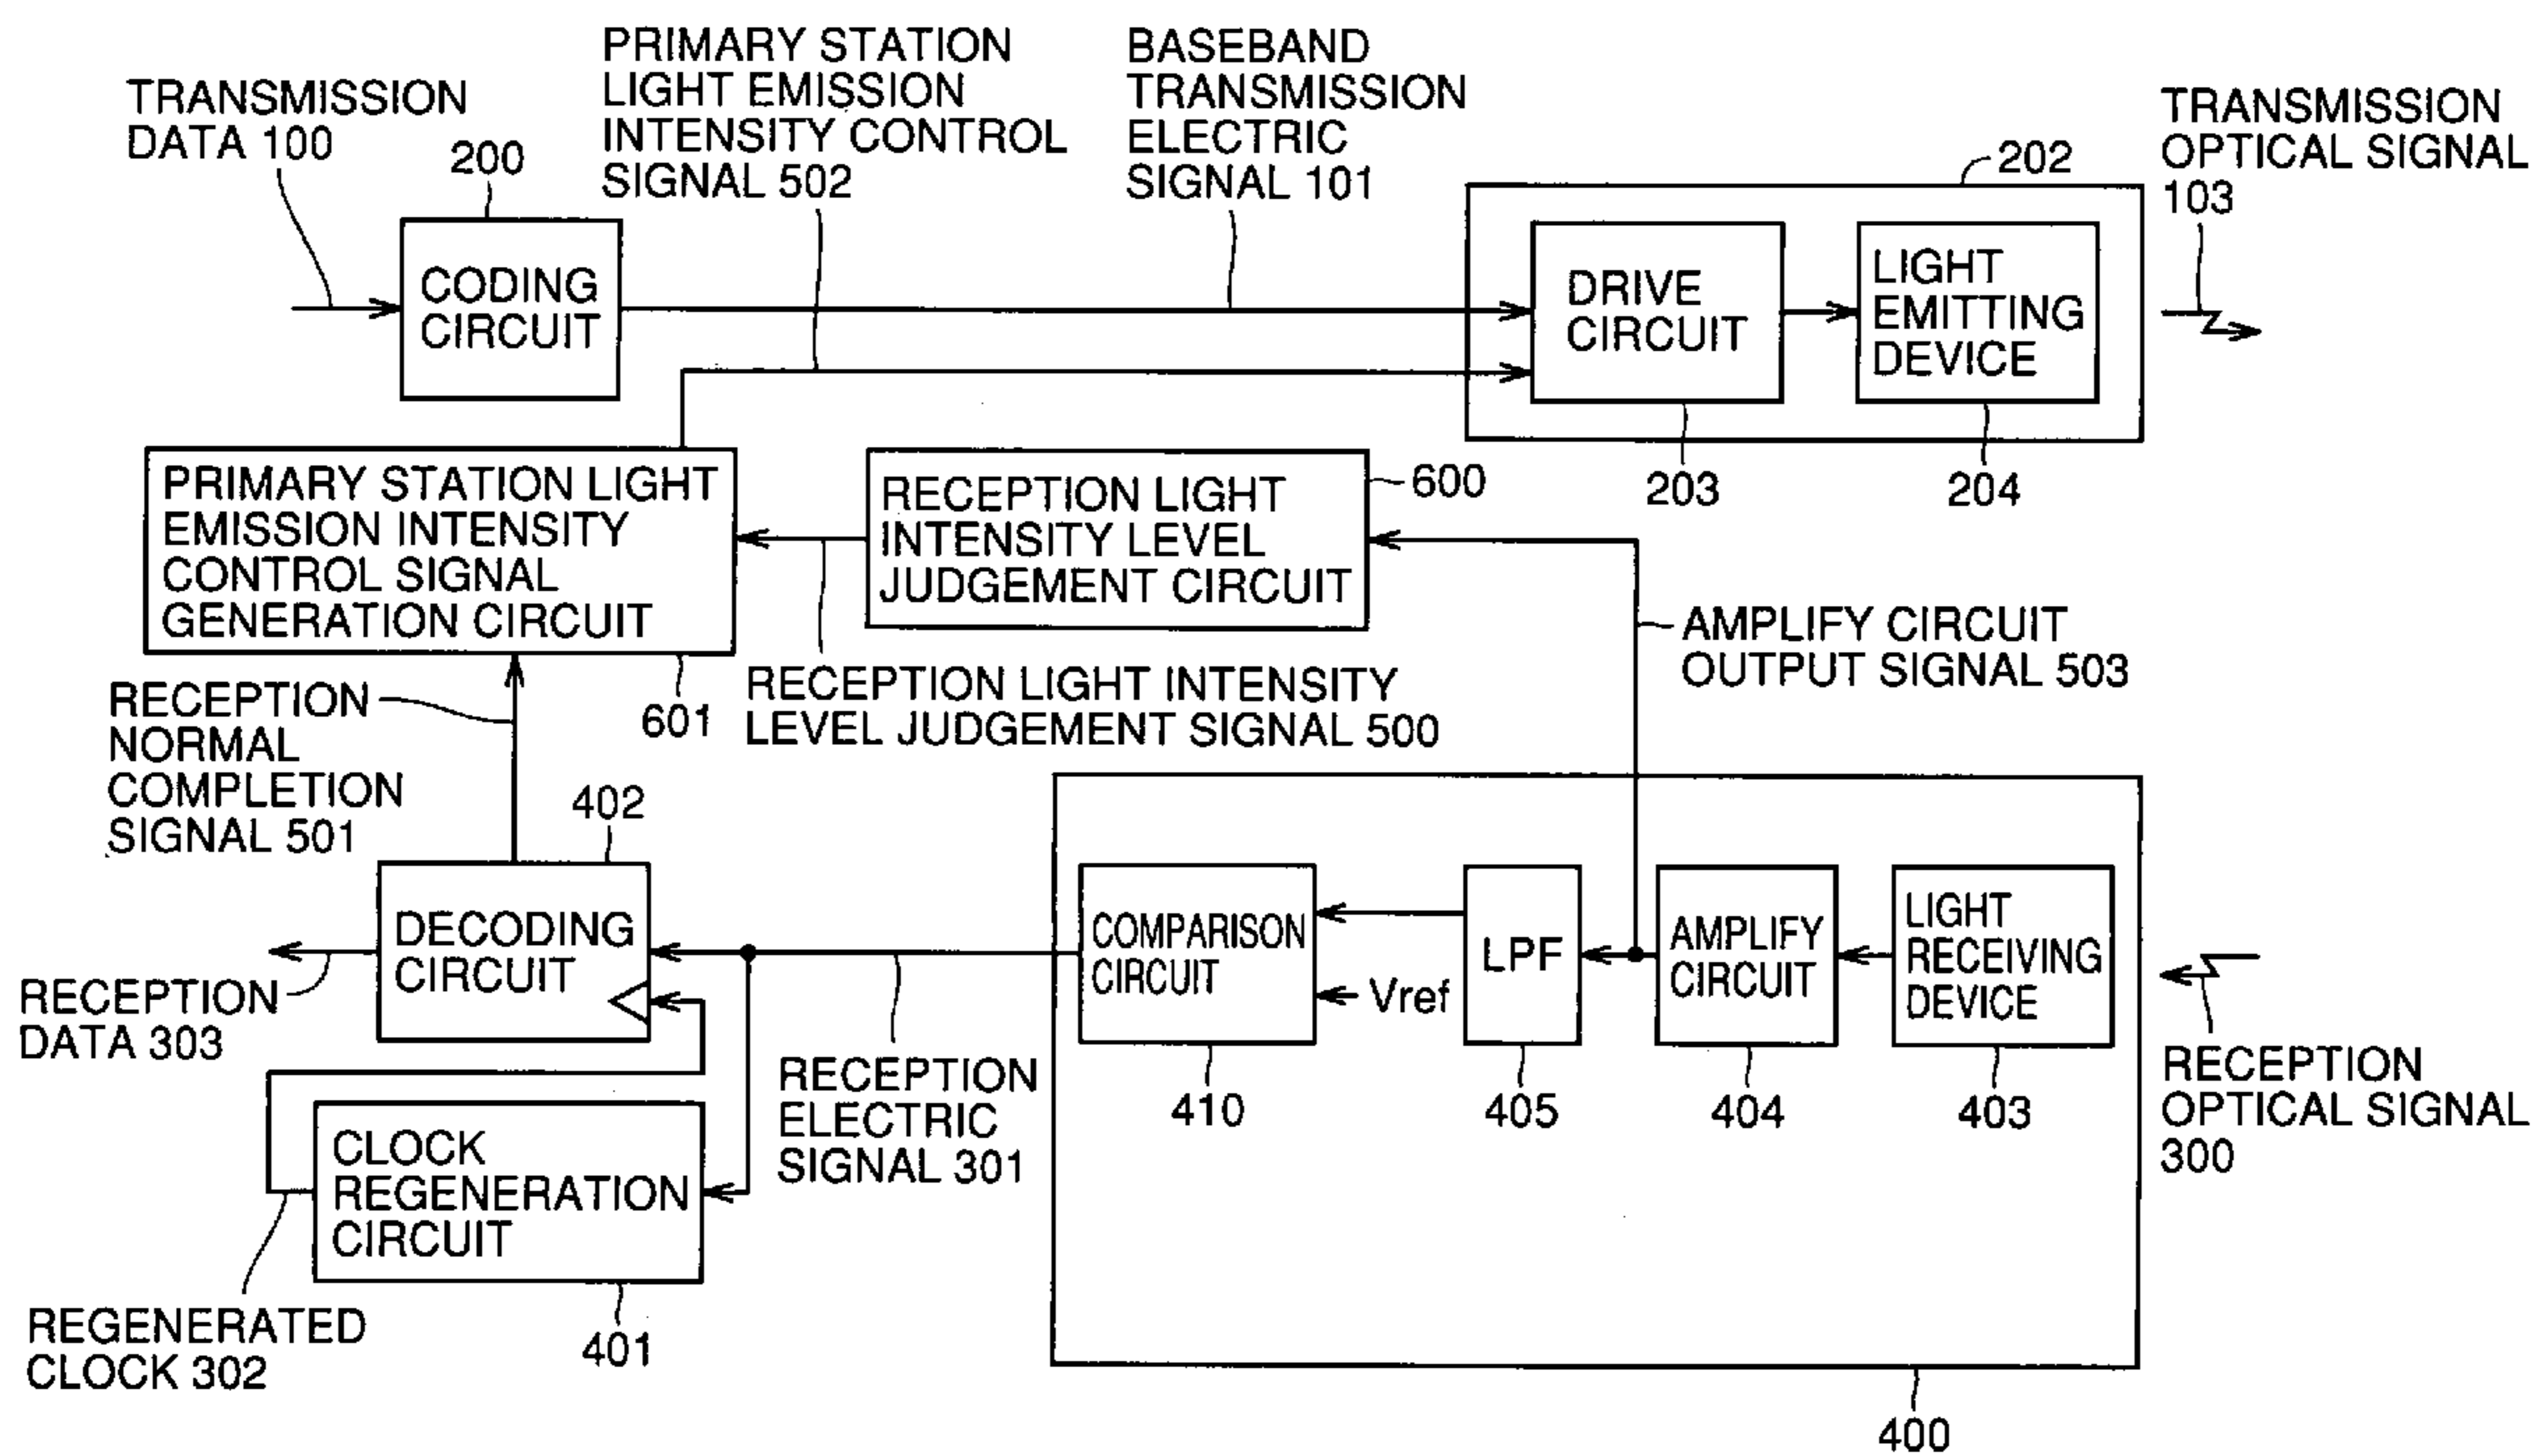 TRANSMISSION
DATA 100
200
PRIMARY STATION
LIGHT EMISSION
INTENSITY CONTROL
SIGNAL 502
BASEBAND
TRANSMISSION
ELECTRIC
SIGNAL 101
202
TRANSMISSION
OPTICAL SIGNAL
103
CODING
CIRCUIT
DRIVE
CIRCUIT
LIGHT
EMITTING
DEVICE
203
204
PRIMARY STATION LIGHT
EMISSION INTENSITY
CONTROL SIGNAL
GENERATION CIRCUIT
601
RECEPTION LIGHT
INTENSITY LEVEL
JUDGEMENT CIRCUIT
600
AMPLIFY CIRCUIT
OUTPUT SIGNAL 503
RECEPTION LIGHT INTENSITY
LEVEL JUDGEMENT SIGNAL 500
RECEPTION
NORMAL
COMPLETION
SIGNAL 501
402
DECODING
CIRCUIT
RECEPTION
DATA 303
COMPARISON
CIRCUIT
410
Vref
LPF
405
AMPLIFY
CIRCUIT
404
LIGHT
RECEIVING
DEVICE
403
RECEPTION
OPTICAL SIGNAL
300
RECEPTION
ELECTRIC
SIGNAL 301
CLOCK
REGENERATION
CIRCUIT
401
REGENERATED
CLOCK 302
400